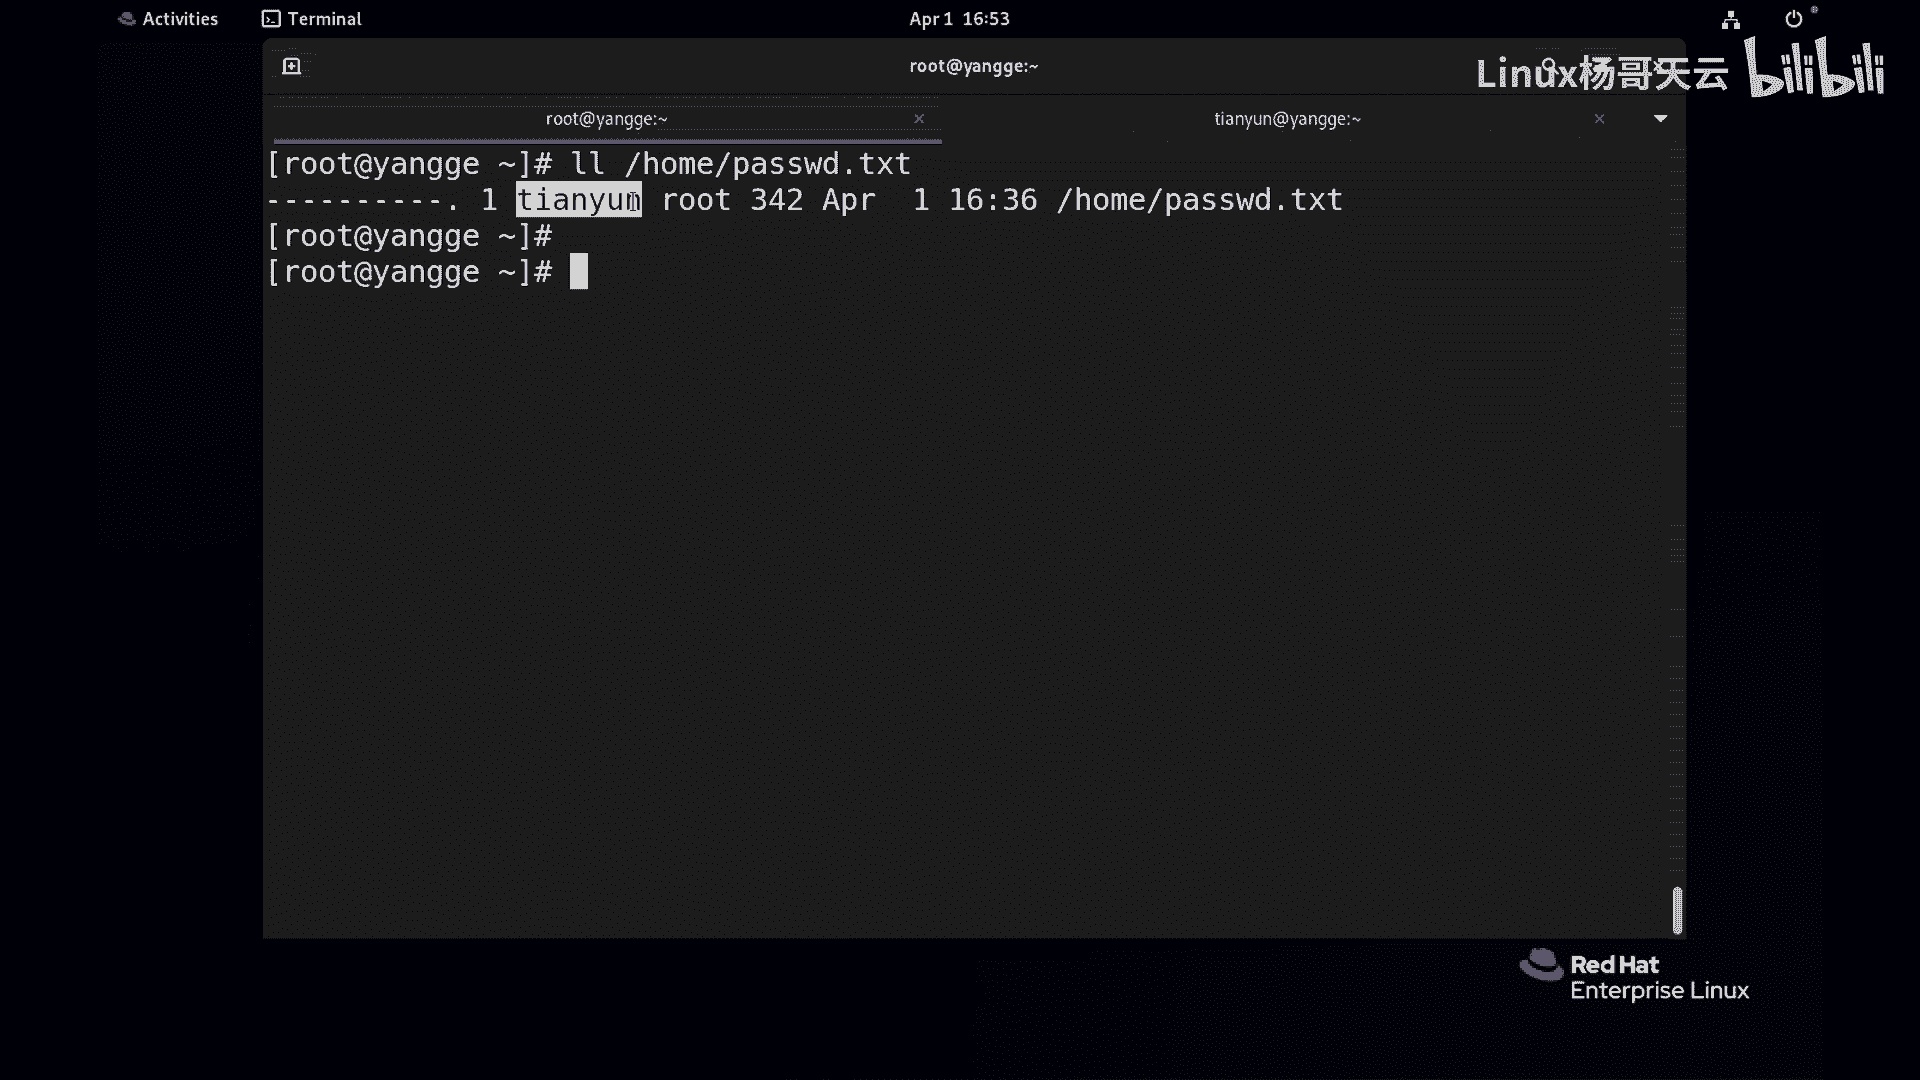 Activities
Terminal
Apr 1 16:53
root@yangge:~
Linux杨哥天云 bilibili
root@yangge:~
tianyun@yangge:~
[root@yangge ~]# ll /home/passwd.txt
----------. 1 tianyun root 342 Apr  1 16:36 /home/passwd.txt
[root@yangge ~]#
[root@yangge ~]#
Red Hat
Enterprise Linux